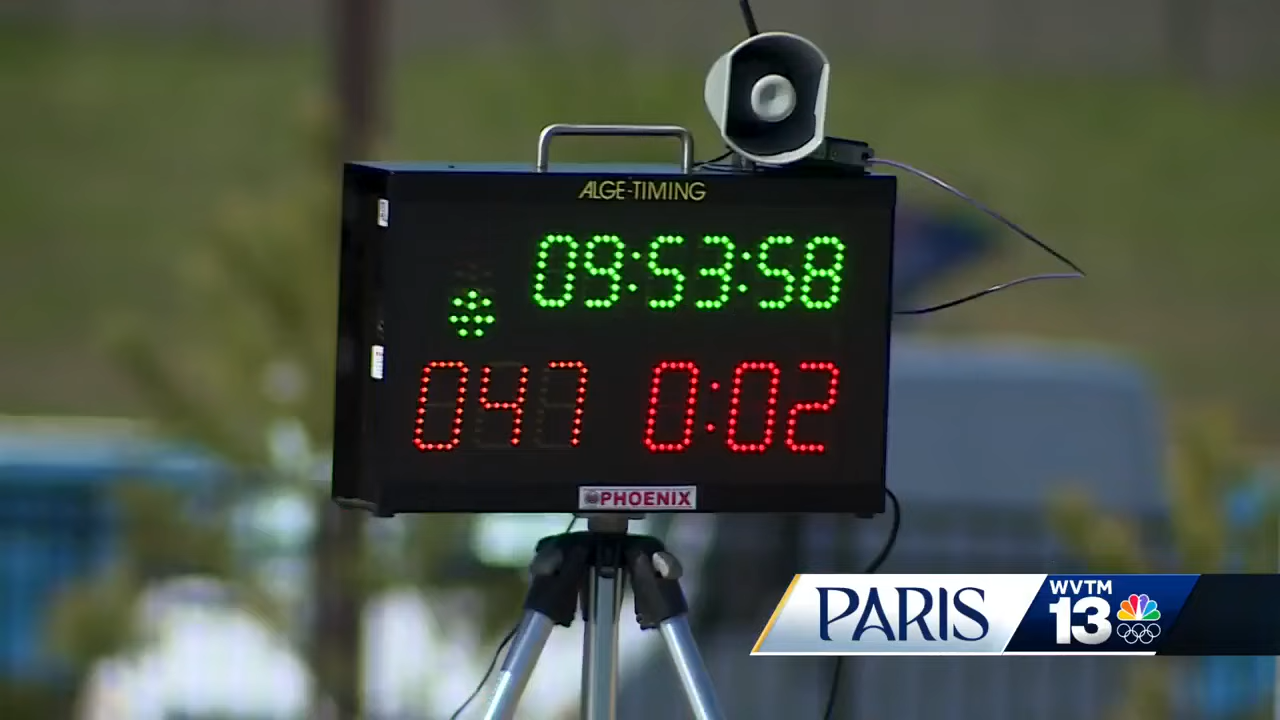 ALGE-TIMING
09:53:58
047 0:02
PHOENIX
PARIS
WVTM
13